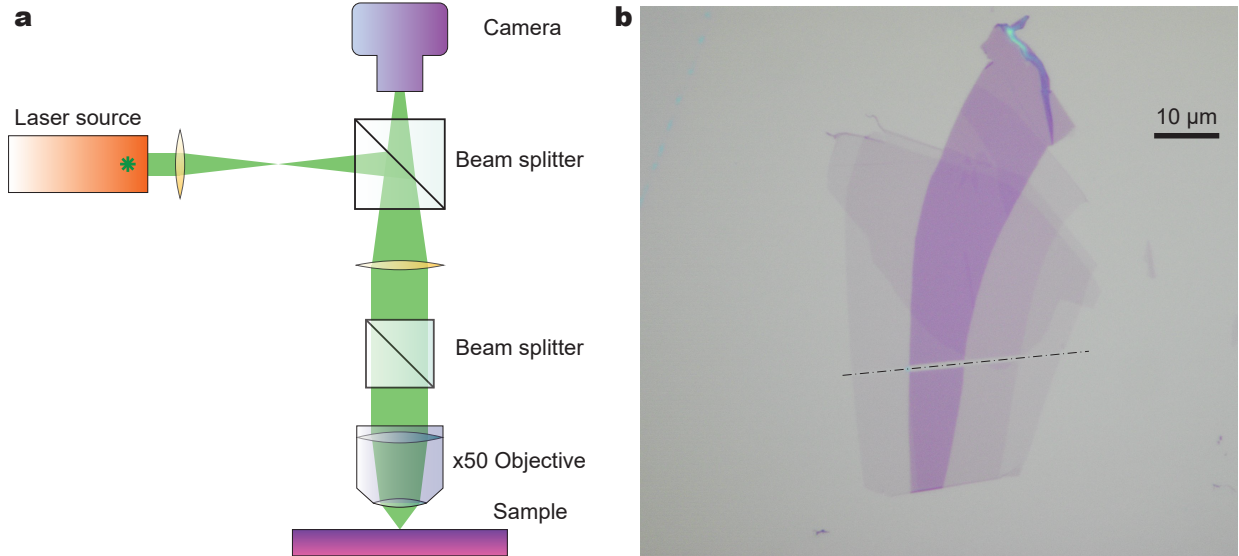 a
Camera
Laser source
Beam splitter
Beam splitter
x50 Objective
Sample
b
10 μm